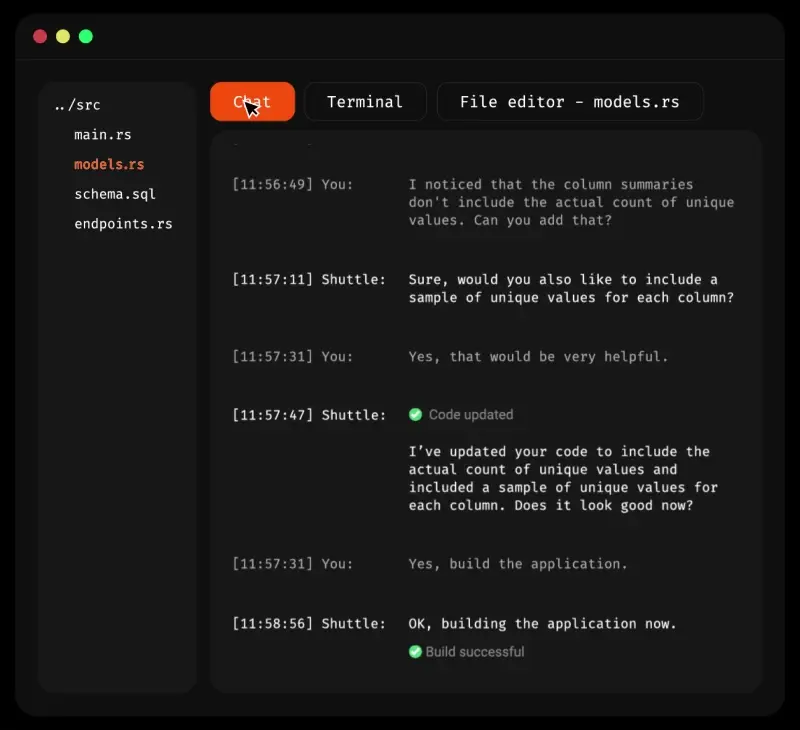 Chat Terminal File editor - models.rs
../src
main.rs
models.rs
schema.sql
endpoints.rs
[11:56:49] You: I noticed that the column summaries
don't include the actual count of unique
values. Can you add that?
[11:57:11] Shuttle: Sure, would you also like to include a
sample of unique values for each column?
[11:57:31] You: Yes, that would be very helpful.
[11:57:47] Shuttle: ✅ Code updated
I’ve updated your code to include the
actual count of unique values and
included a sample of unique values for
each column. Does it look good now?
[11:57:31] You: Yes, build the application.
[11:58:56] Shuttle: OK, building the application now.
✅ Build successful